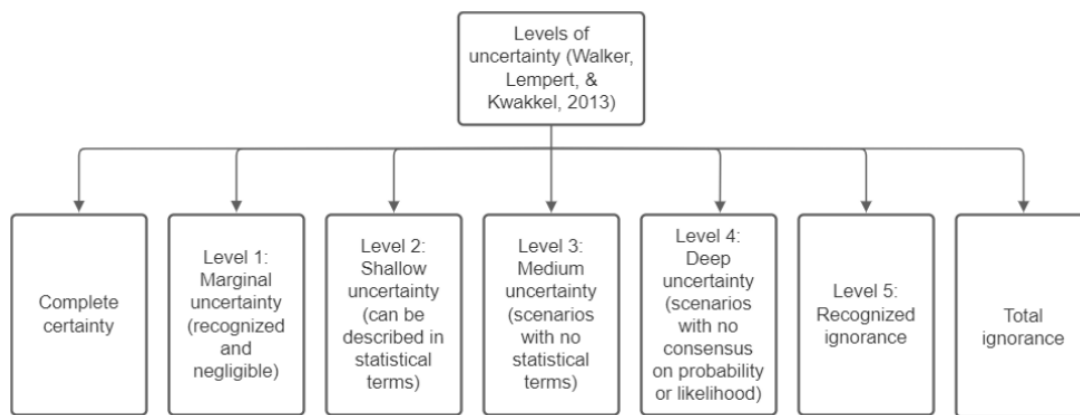 Levels of
uncertainty (Walker,
Lempert, &
Kwakkel, 2013)
Complete
certainty
Level 1:
Marginal
uncertainty
(recognized
and
negligible)
Level 2:
Shallow
uncertainty
(can be
described in
statistical
terms)
Level 3:
Medium
uncertainty
(scenarios
with no
statistical
terms)
Level 4:
Deep
uncertainty
(scenarios
with no
consensus
on probability
or likelihood)
Level 5:
Recognized
ignorance
Total
ignorance